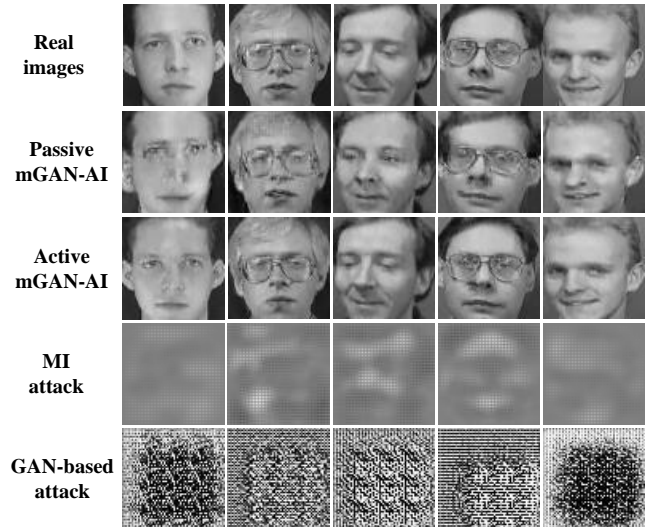 Real
images
Passive
mGAN-AI
Active
mGAN-AI
MI
attack
GAN-based
attack